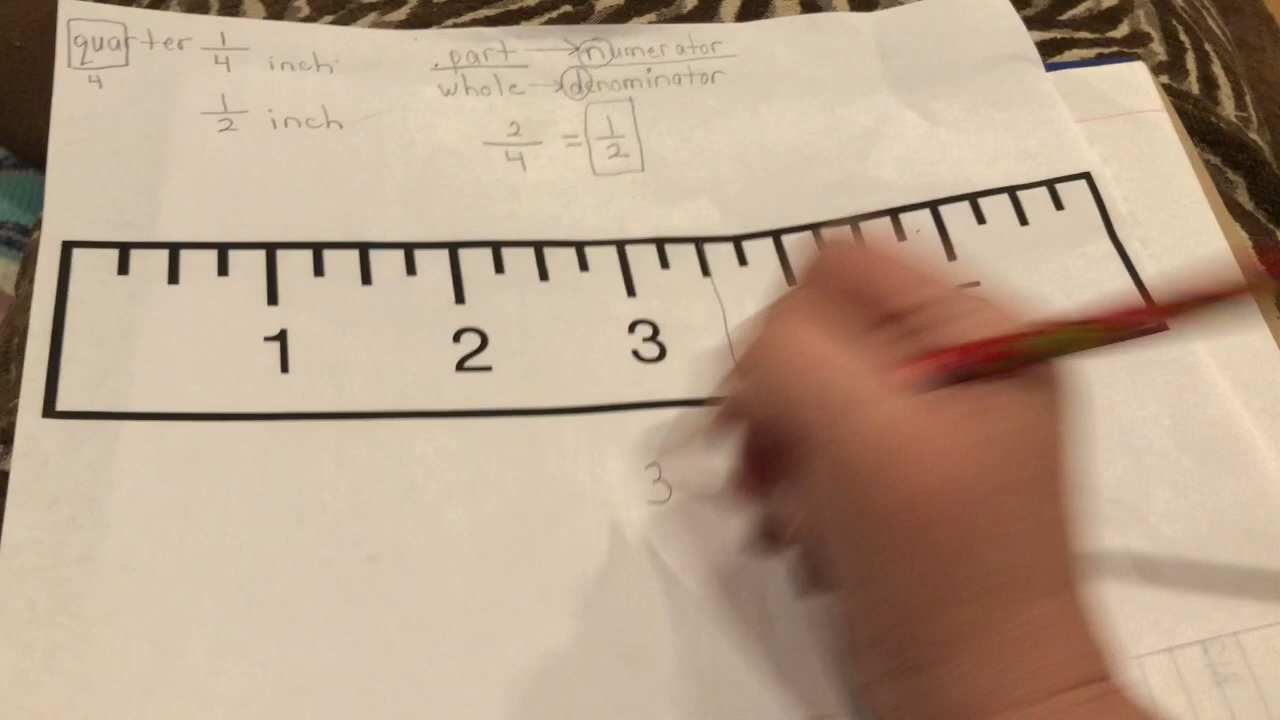 quarter 1/4 inch
4
1/2 inch
part → numerator
whole → denominator
2/4 = 1/2
1 2 3
3